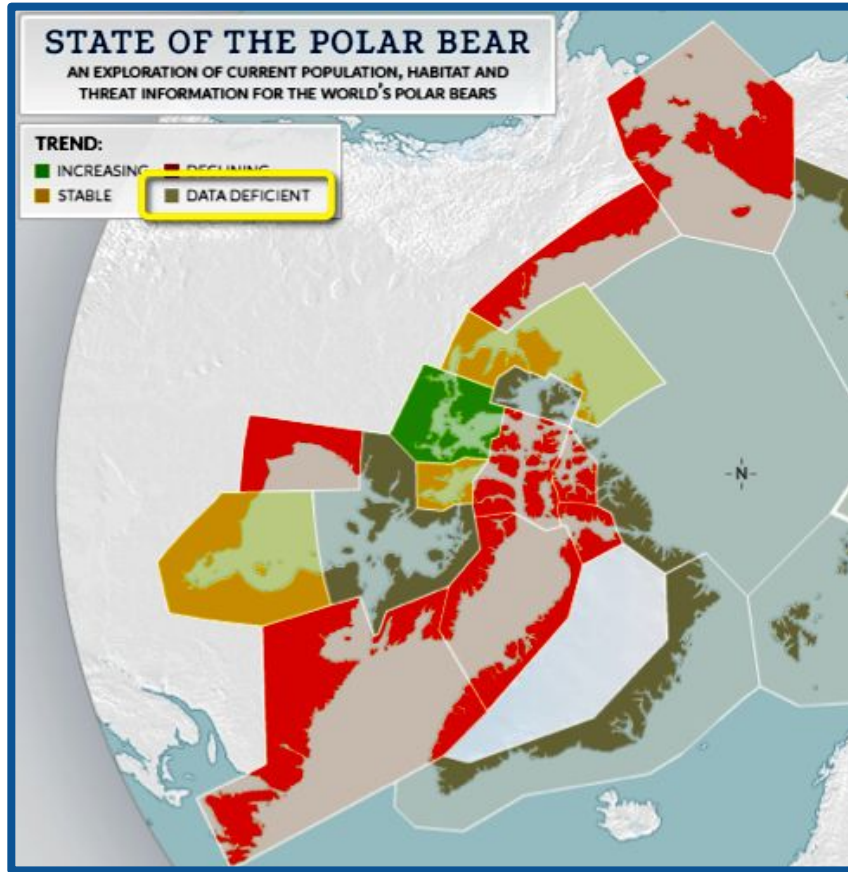 STATE OF THE POLAR BEAR
AN EXPLORATION OF CURRENT POPULATION, HABITAT AND
THREAT INFORMATION FOR THE WORLD'S POLAR BEARS
TREND:
INCREASING DECLINING
STABLE DATA DEFICIENT
N